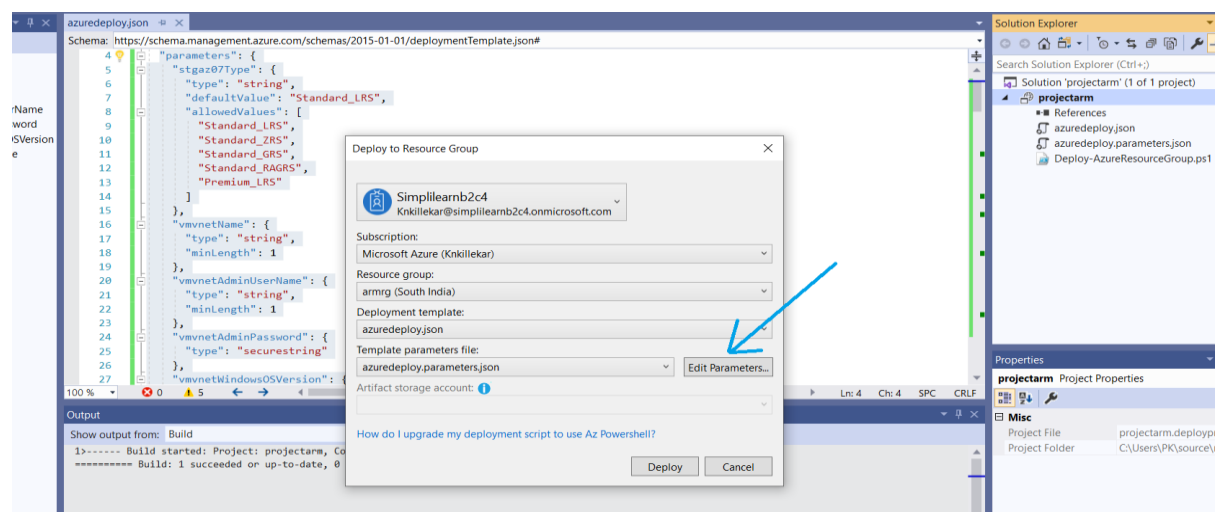 azuredeploy.json
Schema: https://schema.management.azure.com/schemas/2015-01-01/deploymentTemplate.json#
4 "parameters": {
5 "stgaz07Type": {
6 "type": "string",
7 "defaultValue": "Standard_LRS",
8 "allowedValues": [
9 "Standard_LRS",
10 "Standard_ZRS",
11 "Standard_GRS",
12 "Standard_RAGRS",
13 "Premium_LRS"
14 ]
15 },
16 "vmvnetName": {
17 "type": "string",
18 "minLength": 1
19 },
20 "vmvnetAdminUserName": {
21 "type": "string",
22 "minLength": 1
23 },
24 "vmvnetAdminPassword": {
25 "type": "securestring"
26 },
27 "vmvnetWindowsOSVersion": {
100 % 0 5 Ln: 4 Ch: 4 SPC CRLF
rName
word
OSVersion
e
Output
Show output from: Build
1>------ Build started: Project: projectarm, Co
========== Build: 1 succeeded or up-to-date, 0
Deploy to Resource Group
Simplilearnb2c4
Knkillekar@simplilearnb2c4.onmicrosoft.com
Subscription:
Microsoft Azure (Knkillekar)
Resource group:
armrg (South India)
Deployment template:
azuredeploy.json
Template parameters file:
azuredeploy.parameters.json Edit Parameters...
Artifact storage account:
How do I upgrade my deployment script to use Az Powershell?
Deploy Cancel
Solution Explorer
Search Solution Explorer (Ctrl+;)
Solution 'projectarm' (1 of 1 project)
projectarm
References
azuredeploy.json
azuredeploy.parameters.json
Deploy-AzureResourceGroup.ps1
Properties
projectarm Project Properties
Misc
Project File projectarm.deploypr
Project Folder C:\Users\PK\source\